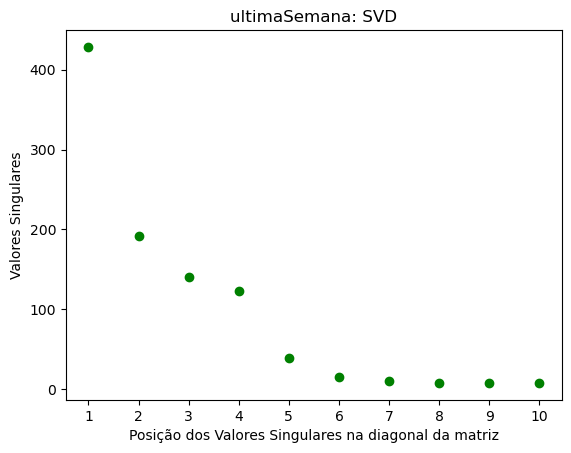 ultimaSemana: SVD
Valores Singulares
400
300
200
100
0
1 2 3 4 5 6 7 8 9 10
Posição dos Valores Singulares na diagonal da matriz